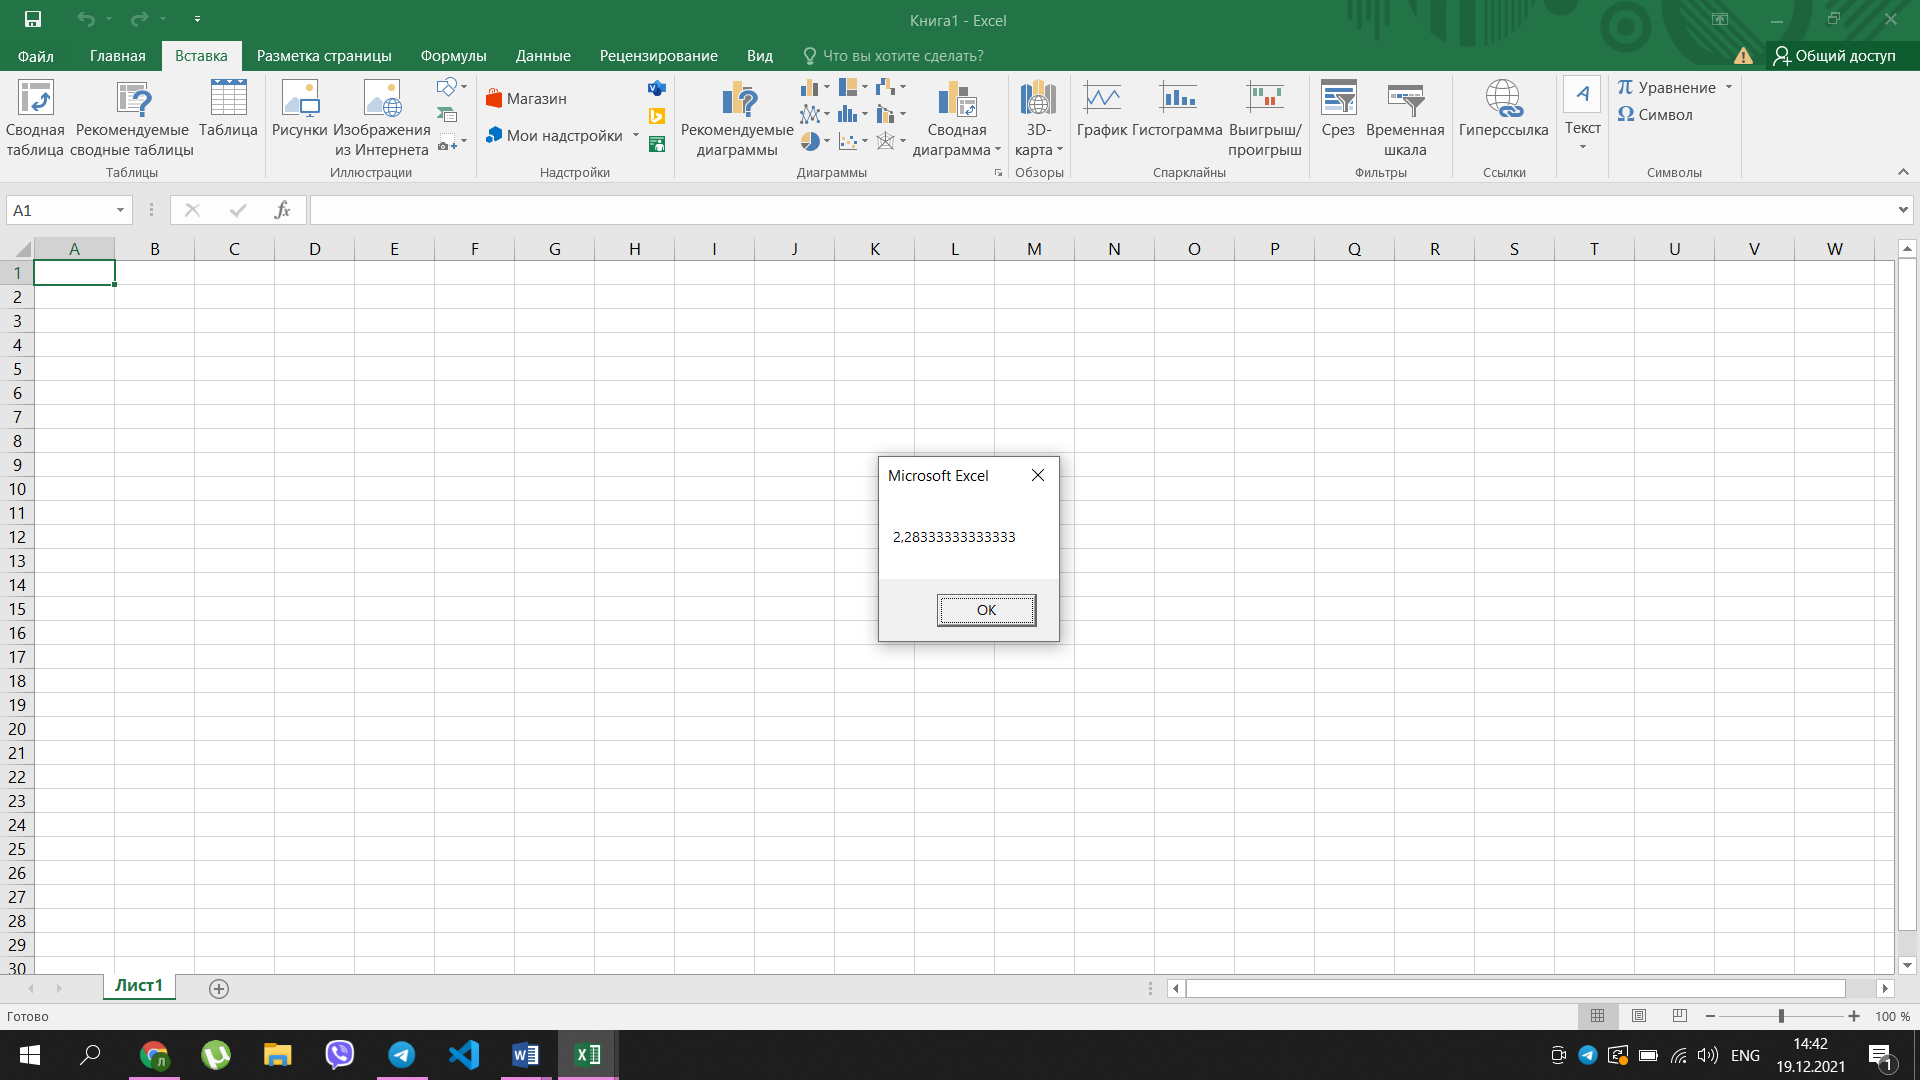 Книга1 - Excel
Файл Главная Вставка Разметка страницы Формулы Данные Рецензирование Вид Что вы хотите сделать? Общий доступ
Сводная таблица
Рекомендуемые сводные таблицы
Таблица
Таблицы
Рисунки
Изображения из Интернета
Иллюстрации
Магазин
Мои надстройки
Надстройки
Рекомендуемые диаграммы
Сводная диаграмма
Диаграммы
3D-карта
Обзоры
График
Гистограмма
Выигрыш/проигрыш
Спарклайны
Срез
Временная шкала
Фильтры
Гиперссылка
Ссылки
Текст
π Уравнение
Ω Символ
Символы
A1 fx
A B C D E F G H I J K L M N O P Q R S T U V W
1
2
3
4
5
6
7
8
9
Microsoft Excel
10
11
12
2,28333333333333
13
14
15
OK
16
17
18
19
20
21
22
23
24
25
26
27
28
29
30
Лист1
Готово
100 %
ENG
14:42
19.12.2021
1